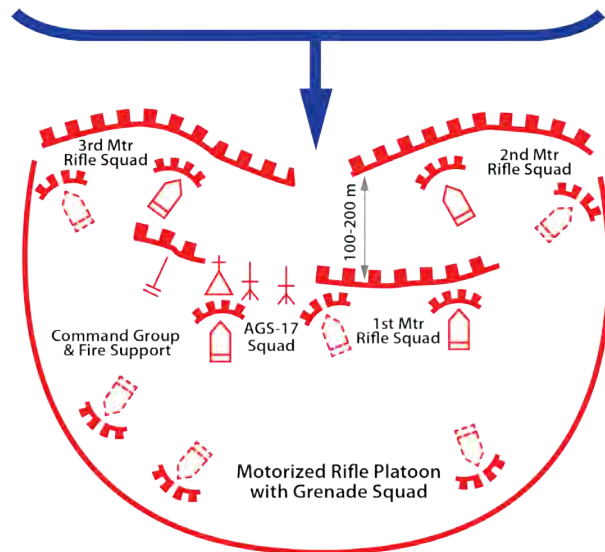 3rd Mtr
Rifle Squad
2nd Mtr
Rifle Squad
100-200 m
Command Group
& Fire Support
AGS-17
Squad
1st Mtr
Rifle Squad
Motorized Rifle Platoon
with Grenade Squad